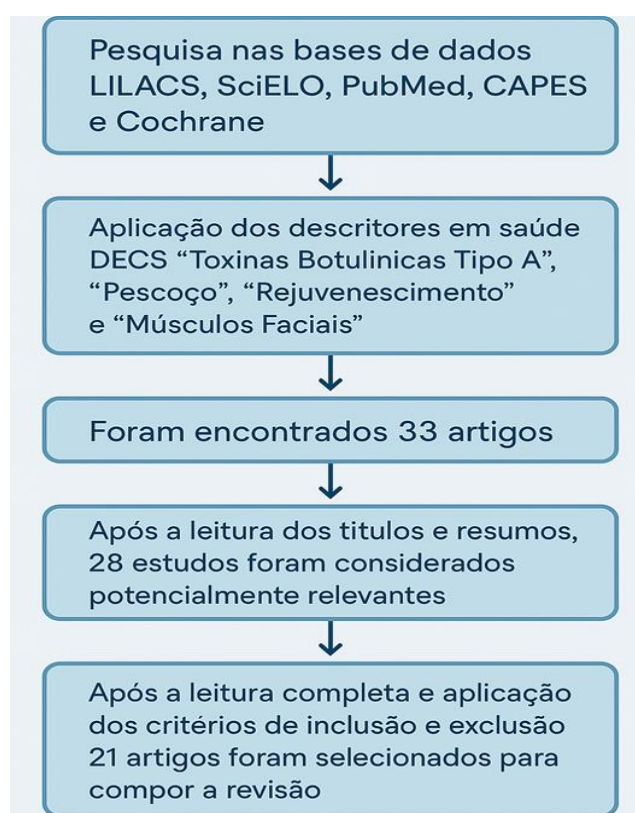 Pesquisa nas bases de dados
LILACS, SciELO, PubMed, CAPES
e Cochrane
Aplicação dos descritores em saúde
DECS “Toxinas Botulinicas Tipo A”,
“Pescoço”, “Rejuvenescimento”
e “Músculos Faciais”
Foram encontrados 33 artigos
Após a leitura dos titulos e resumos,
28 estudos foram considerados
potencialmente relevantes
Após a leitura completa e aplicação
dos critérios de inclusão e exclusão
21 artigos foram selecionados para
compor a revisão